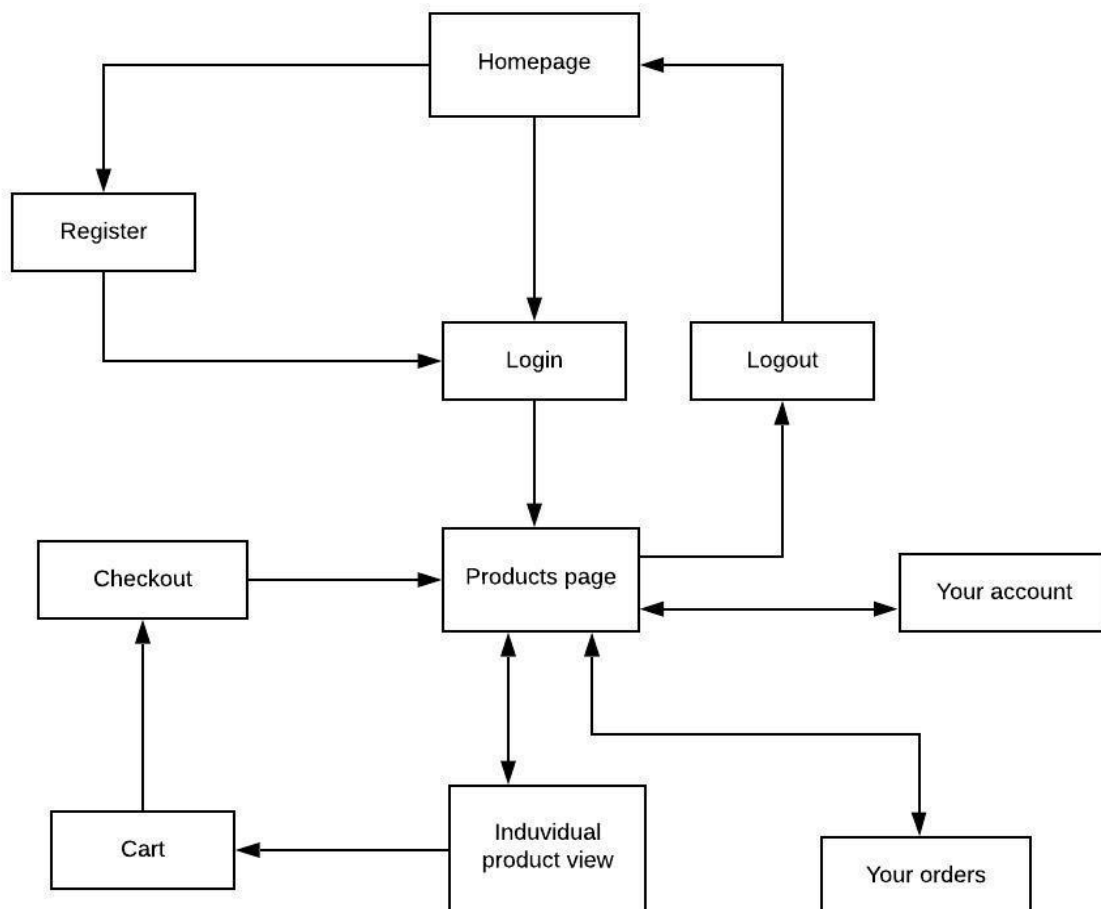 Homepage
Register
Login
Logout
Checkout
Products page
Your account
Cart
Induvidual
product view
Your orders